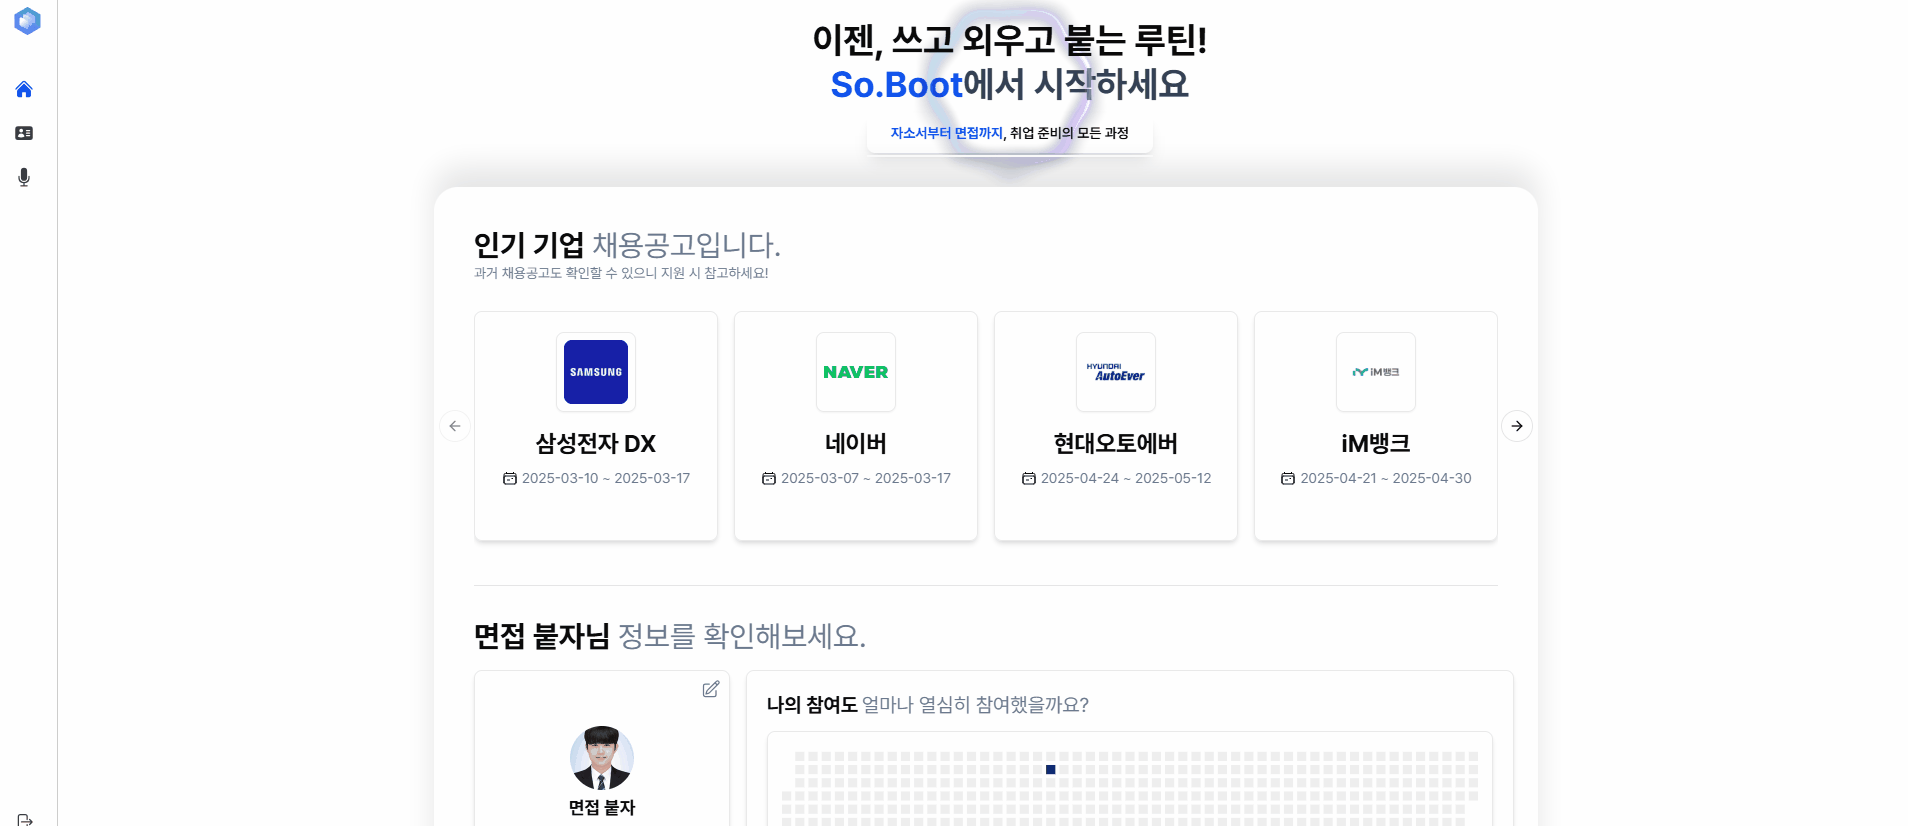 이젠, 쓰고 외우고 붙는 루틴!
So.Boot에서 시작하세요
자소서부터 면접까지, 취업 준비의 모든 과정
인기 기업 채용공고입니다.
과거 채용공고도 확인할 수 있으니 지원 시 참고하세요!
SAMSUNG
삼성전자 DX
2025-03-10 ~ 2025-03-17
NAVER
네이버
2025-03-07 ~ 2025-03-17
HYUNDAI
AutoEver
현대오토에버
2025-04-24 ~ 2025-05-12
iM뱅크
iM뱅크
2025-04-21 ~ 2025-04-30
면접 붙자님 정보를 확인해보세요.
면접 붙자
나의 참여도 얼마나 열심히 참여했을까요?